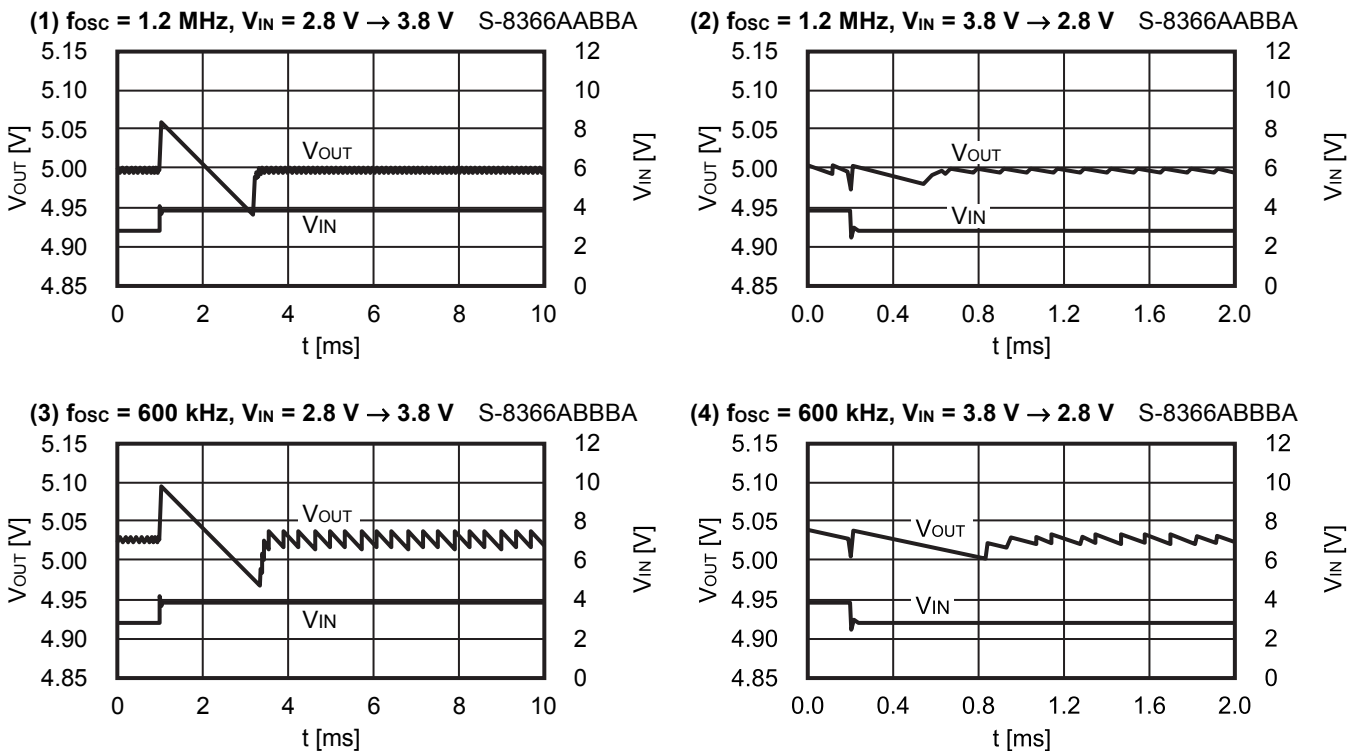 (1) fOSC = 1.2 MHz, VIN = 2.8 V → 3.8 V S-8366AABBA
5.15
5.10
5.05
5.00
4.95
4.90
4.85
VOUT [V]
12
10
8
6
4
2
0
VIN [V]
VOUT
VIN
0 2 4 6 8 10
t [ms]
(2) fOSC = 1.2 MHz, VIN = 3.8 V → 2.8 V S-8366AABBA
5.15
5.10
5.05
5.00
4.95
4.90
4.85
VOUT [V]
12
10
8
6
4
2
0
VIN [V]
VOUT
VIN
0.0 0.4 0.8 1.2 1.6 2.0
t [ms]
(3) fOSC = 600 kHz, VIN = 2.8 V → 3.8 V S-8366ABBBA
5.15
5.10
5.05
5.00
4.95
4.90
4.85
VOUT [V]
12
10
8
6
4
2
0
VIN [V]
VOUT
VIN
0 2 4 6 8 10
t [ms]
(4) fOSC = 600 kHz, VIN = 3.8 V → 2.8 V S-8366ABBBA
5.15
5.10
5.05
5.00
4.95
4.90
4.85
VOUT [V]
12
10
8
6
4
2
0
VIN [V]
VOUT
VIN
0.0 0.4 0.8 1.2 1.6 2.0
t [ms]